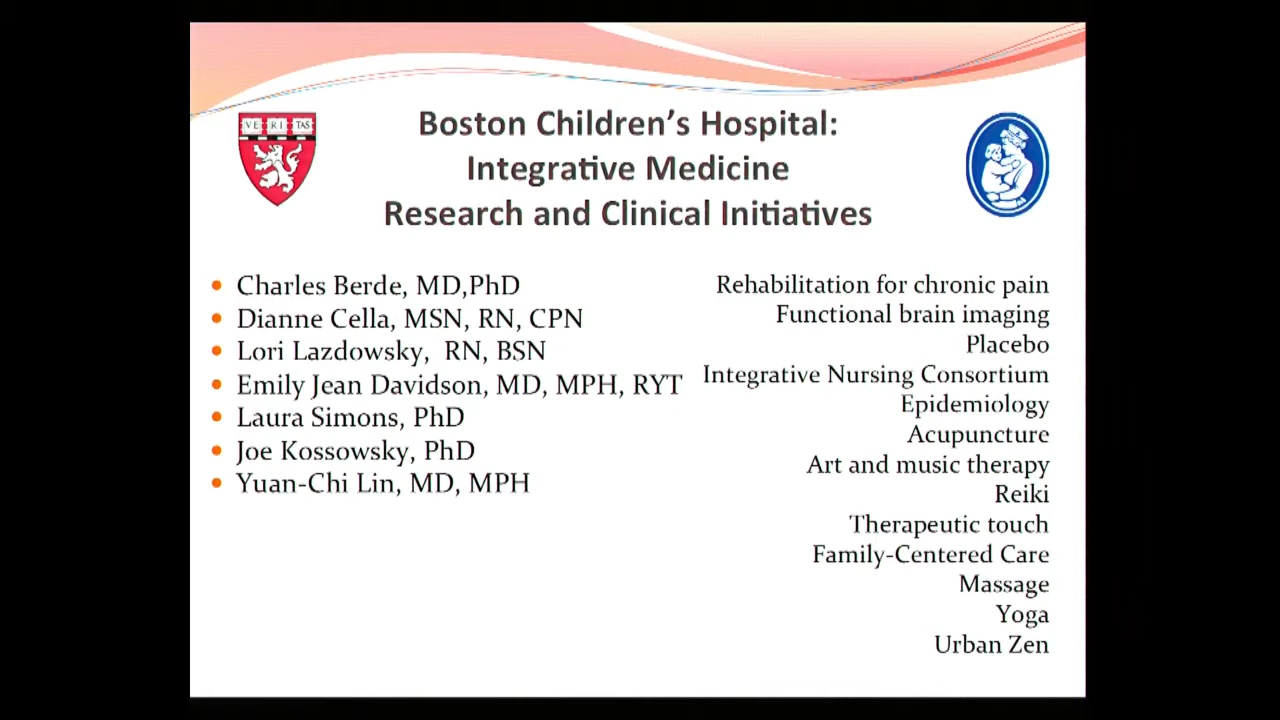 VE RI TAS
Boston Children's Hospital:
Integrative Medicine
Research and Clinical Initiatives
Charles Berde, MD,PhD
Dianne Cella, MSN, RN, CPN
Lori Lazdowsky, RN, BSN
Emily Jean Davidson, MD, MPH, RYT
Laura Simons, PhD
Joe Kossowsky, PhD
Yuan-Chi Lin, MD, MPH
Rehabilitation for chronic pain
Functional brain imaging
Placebo
Integrative Nursing Consortium
Epidemiology
Acupuncture
Art and music therapy
Reiki
Therapeutic touch
Family-Centered Care
Massage
Yoga
Urban Zen